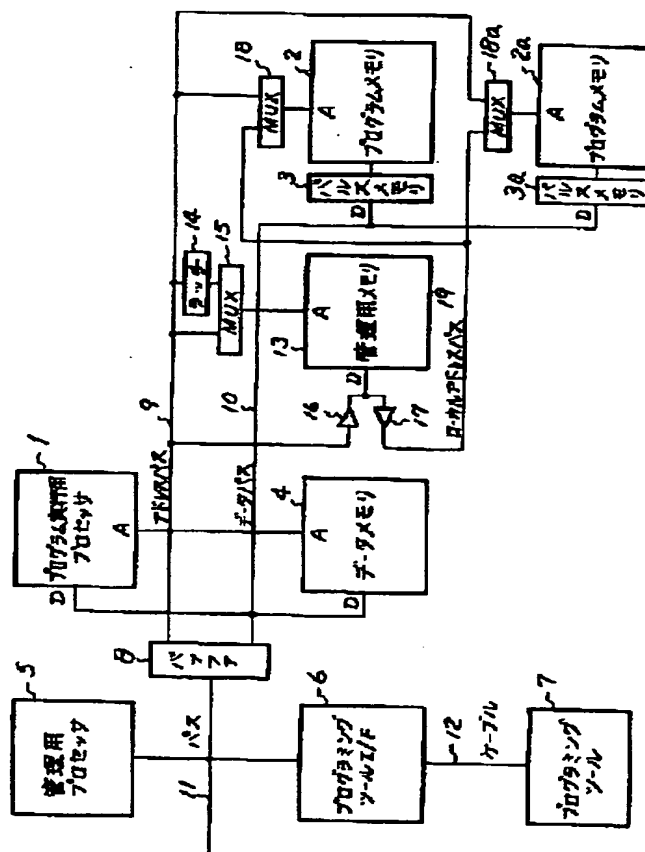 5
管理用
プロセッサ
11
バス
8
バッファ
6
プログラミング
ツールI/F
12
ケーブル
7
プログラミング
ツール
1
プログラム実行用
プロセッサ
D
A
アドレスバス
9
データバス
10
4
A
データメモリ
D
14
ラッチ
15
MUX
13
A
管理用メモリ
D
16
17
19
ローカルアドレスバス
18
MUX
2
A
プログラムメモリ
3
パルスメモリ
D
18a
MUX
2a
A
プログラムメモリ
3a
パルスメモリ
D